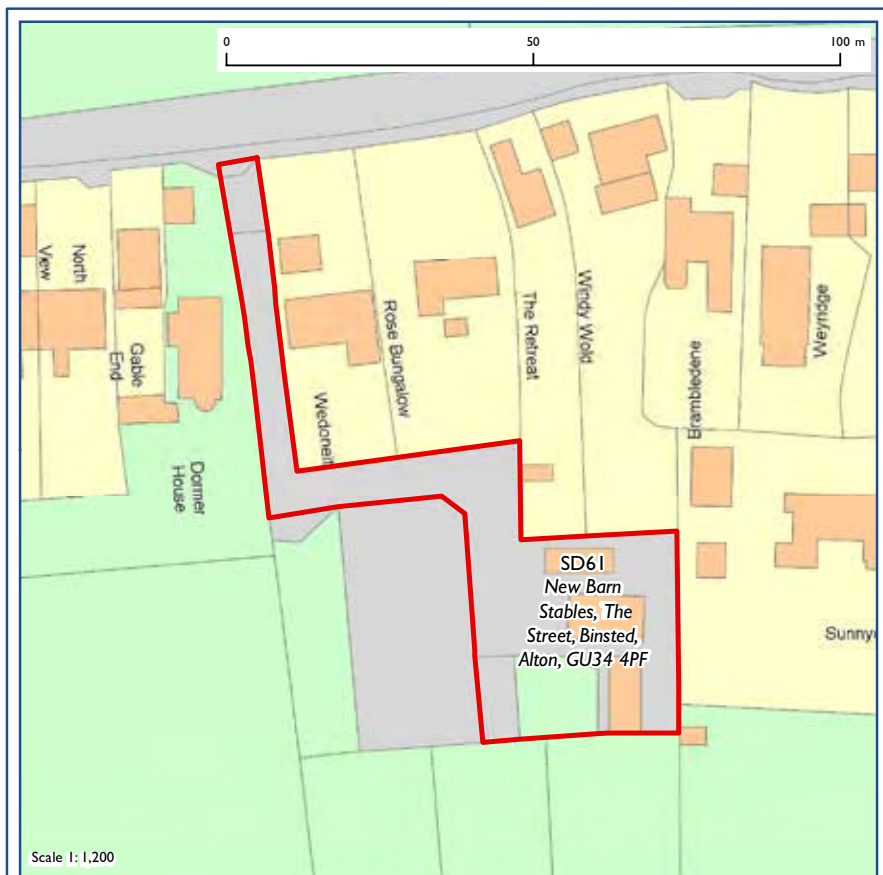 0
50
100 m
North
View
Gable
End
Dormer
House
Wedoneit
Rose Bungalow
The Retreat
Windy Wold
Brambledene
Weyridge
SD61
New Barn
Stables, The
Street, Binsted,
Alton, GU34 4PF
Sunny
Scale 1: 1,200